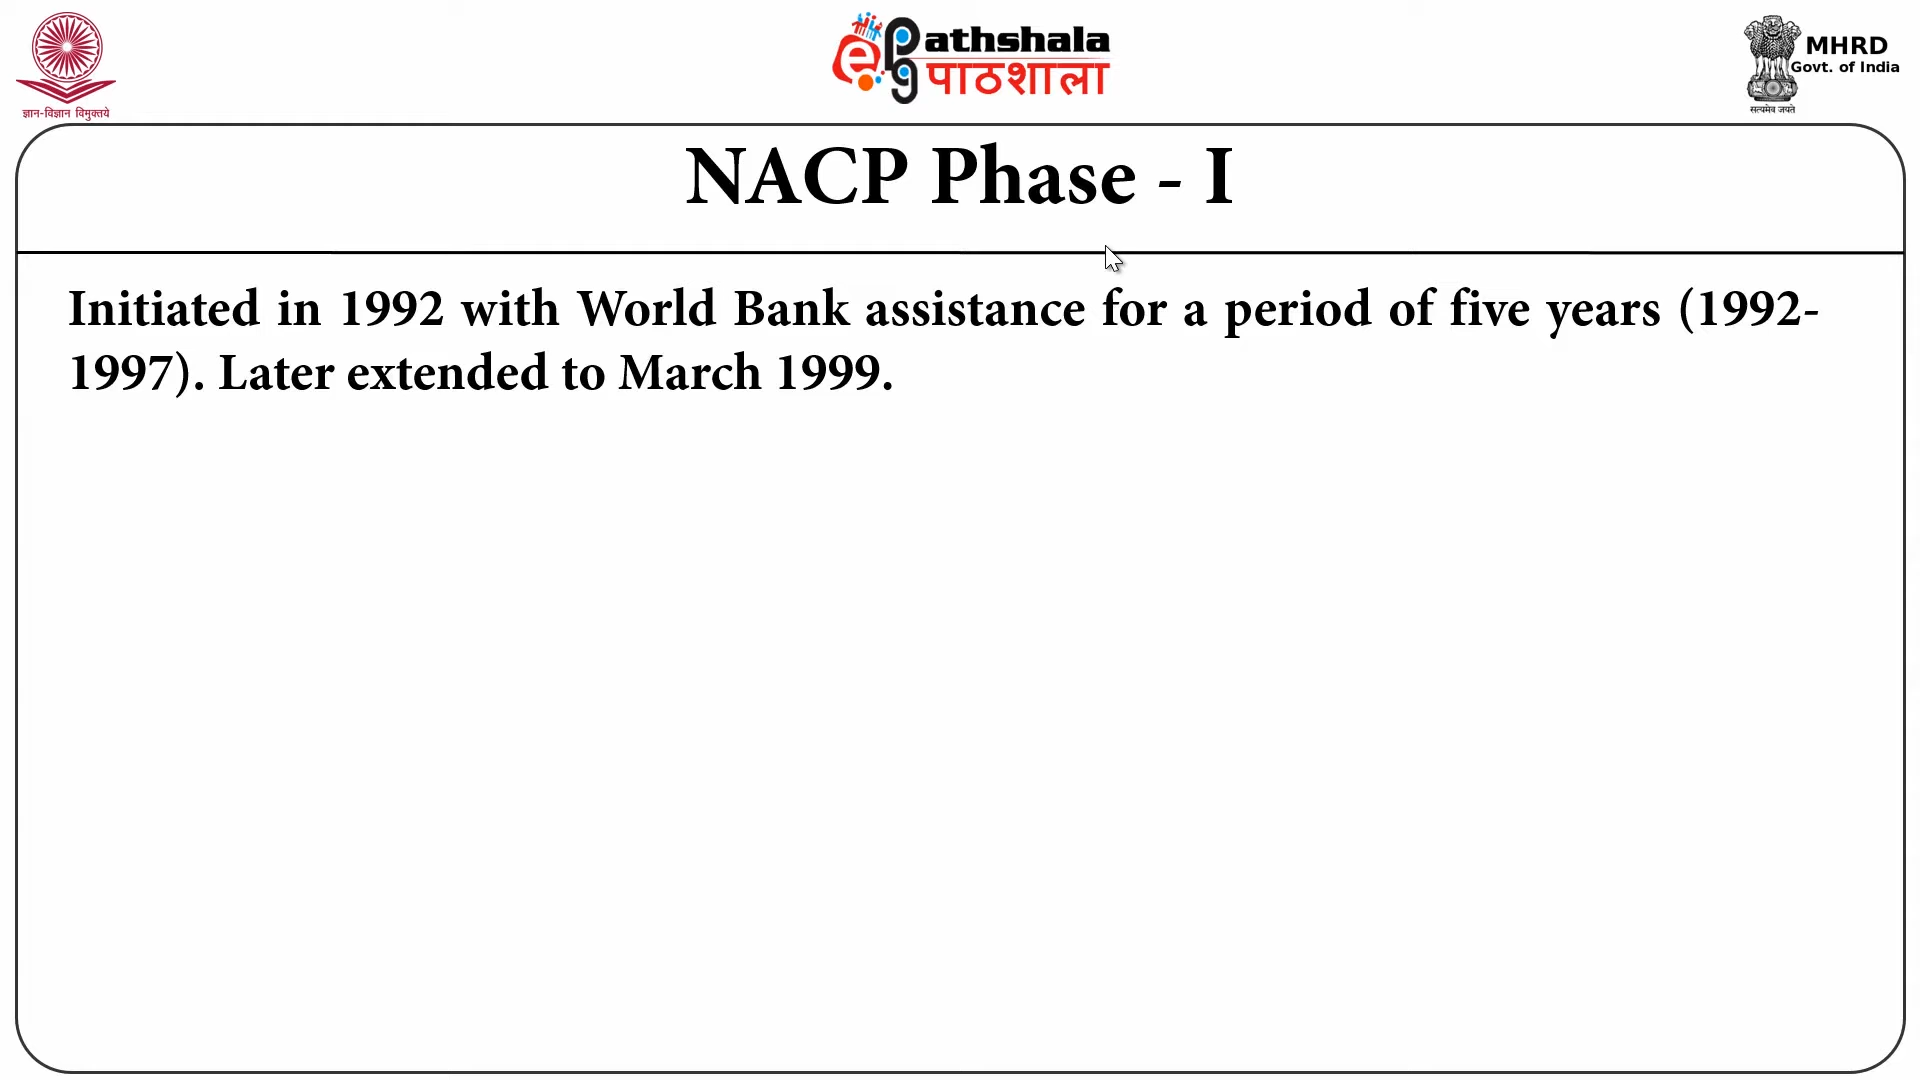 ज्ञान-विज्ञान विमुक्तये
ePG Pathshala
पाठशाला
सत्यमेव जयते
MHRD
Govt. of India
NACP Phase - I
Initiated in 1992 with World Bank assistance for a period of five years (1992-
1997). Later extended to March 1999.